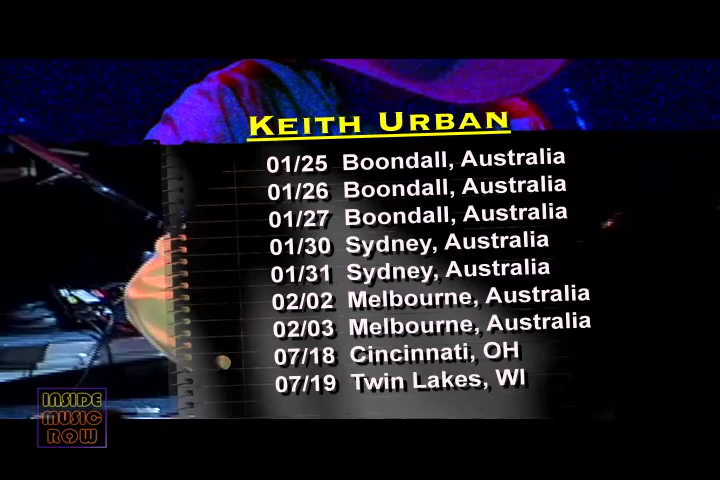 KEITH URBAN
01/25 Boondall, Australia
01/26 Boondall, Australia
01/27 Boondall, Australia
01/30 Sydney, Australia
01/31 Sydney, Australia
02/02 Melbourne, Australia
02/03 Melbourne, Australia
07/18 Cincinnati, OH
07/19 Twin Lakes, WI
INSIDE
MUSIC
ROW